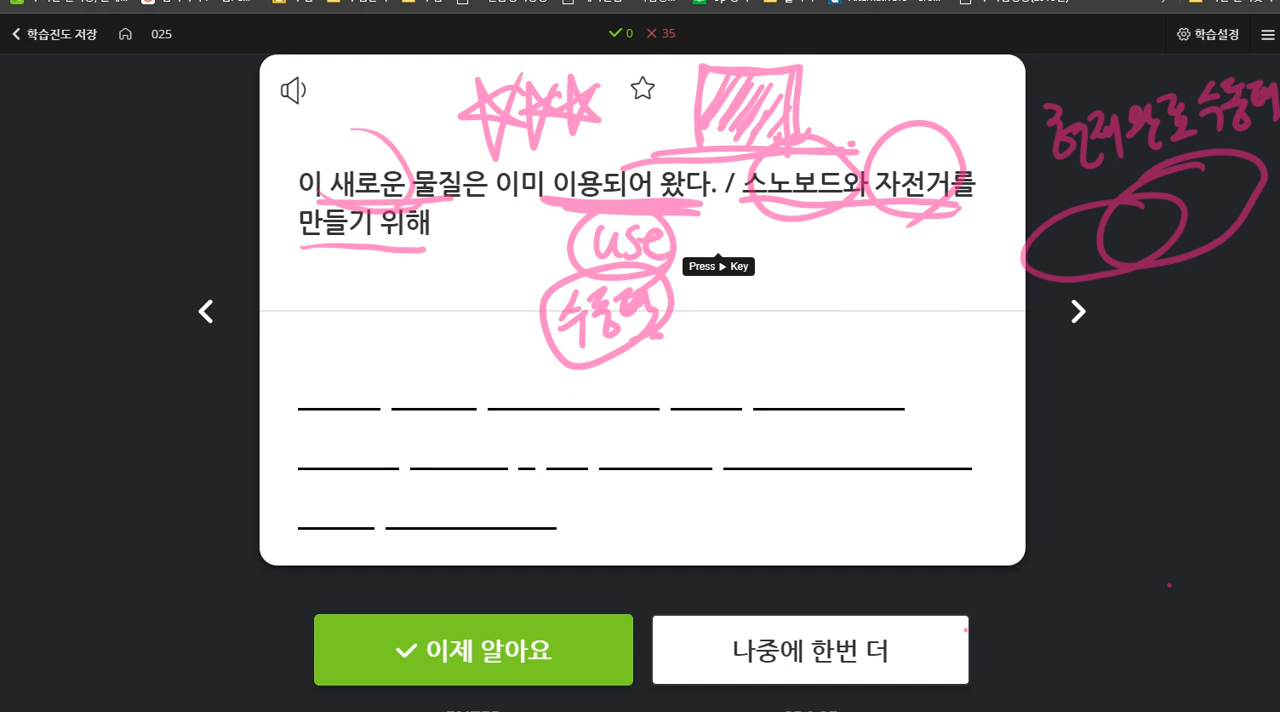 학습진도 저장 025 0 35 학습설정
현재완료 수동태
이 새로운 물질은 이미 이용되어 왔다. / 스노보드와 자전거를
만들기 위해
use
Press Key
수동태
이제 알아요 나중에 한번 더